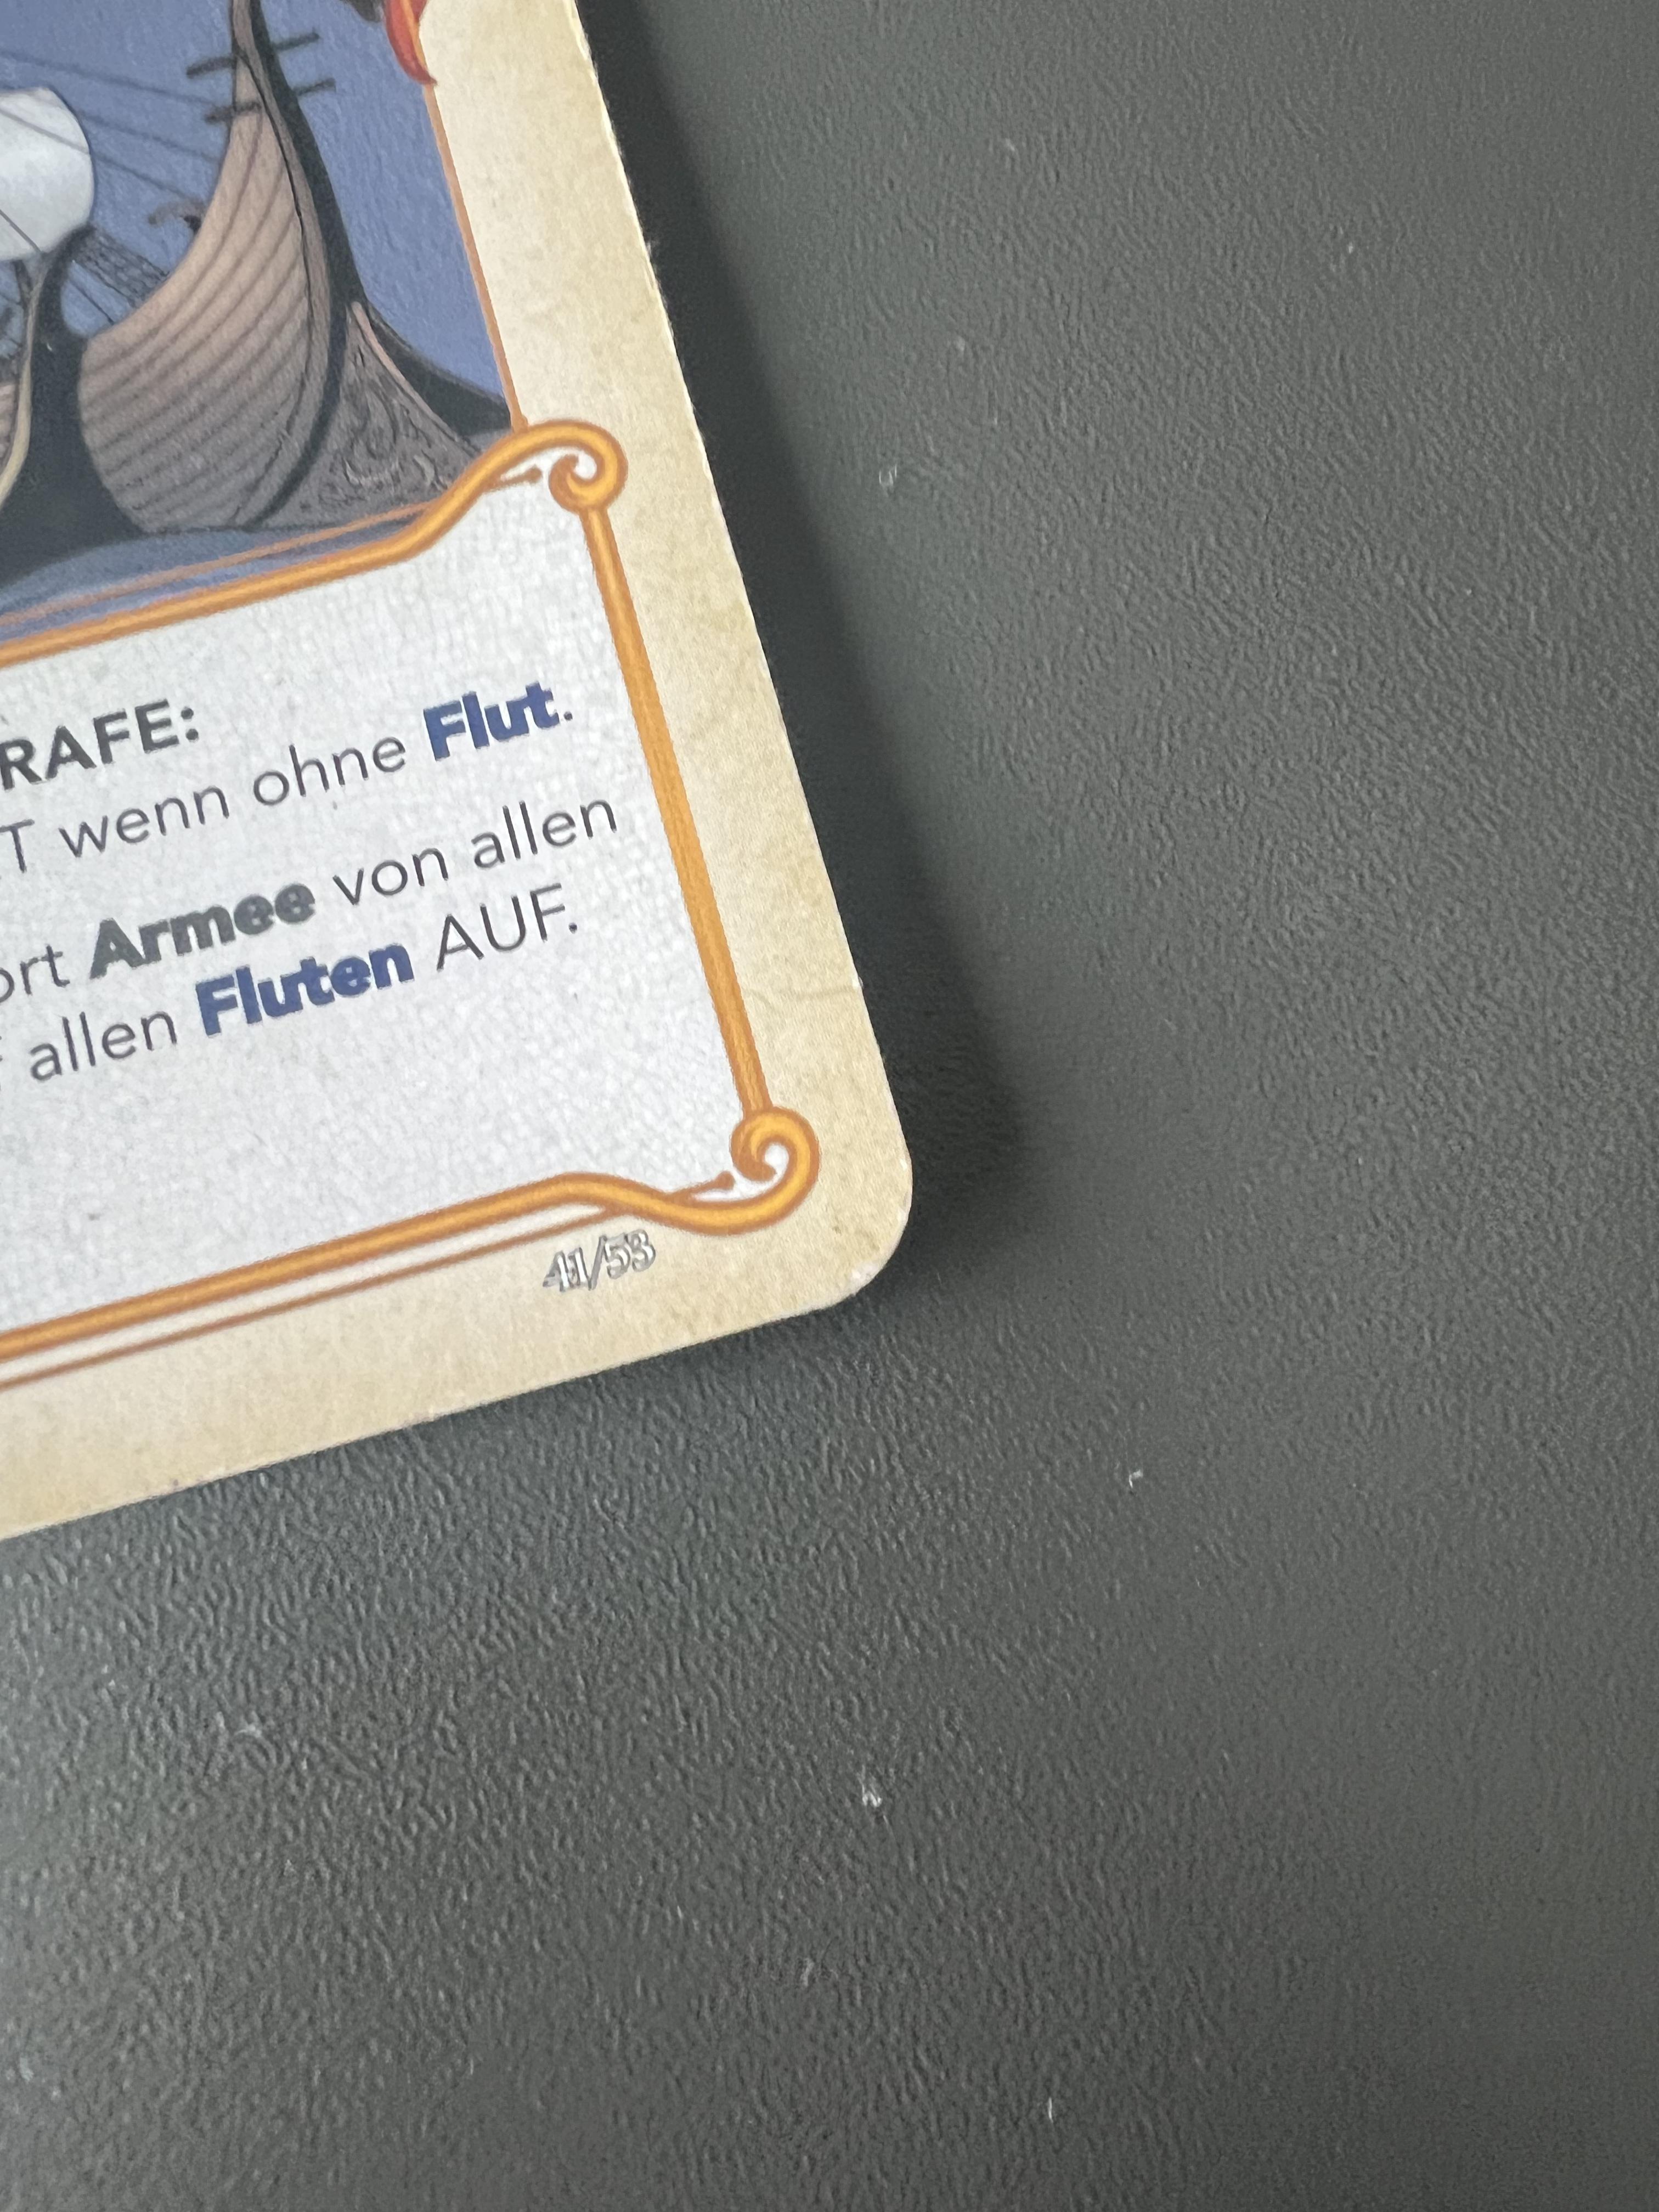 RAFE:
T wenn ohne Flut.
ort Armee von allen
allen Fluten AUF.
41/53